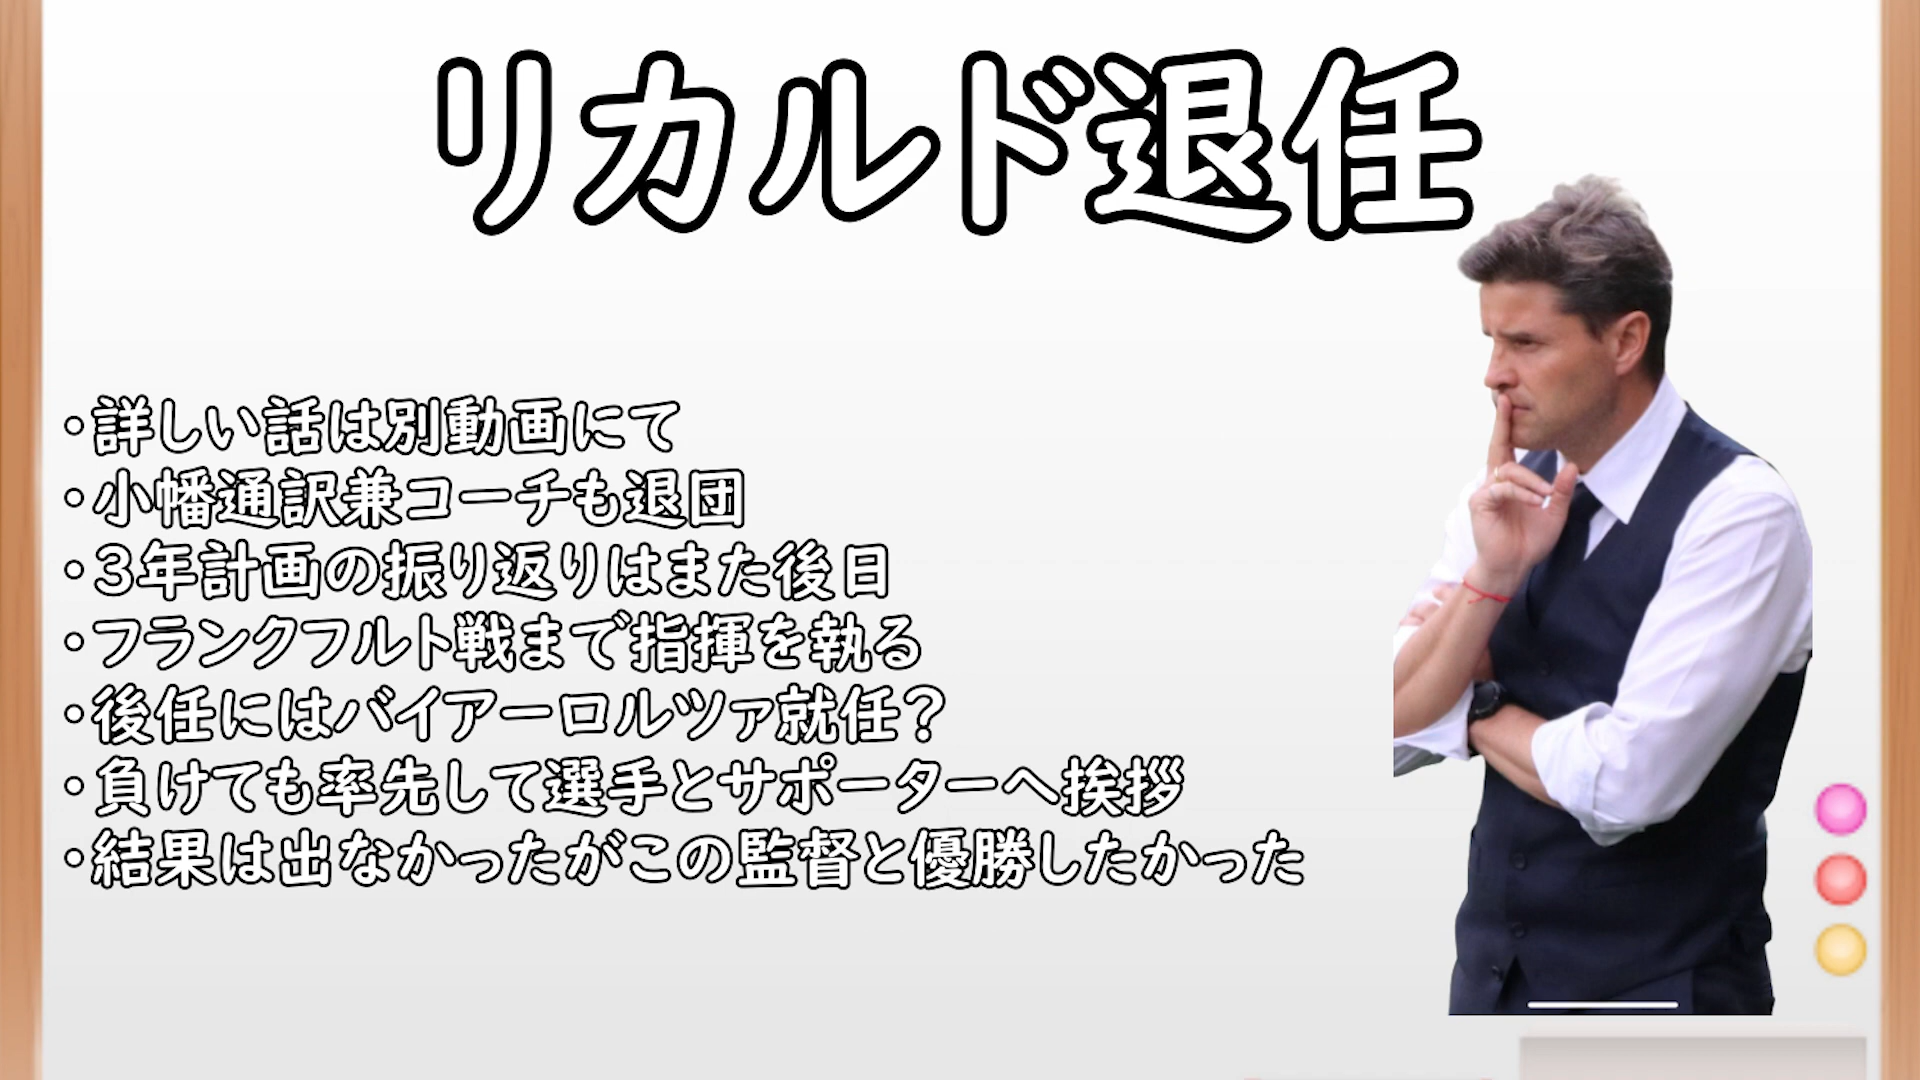 リカルド退任
・詳しい話は別動画にて
・小幡通訳兼コーチも退団
・３年計画の振り返りはまた後日
・フランクフルト戦まで指揮を執る
・後任にはバイアーロルツァ就任？
・負けても率先して選手とサポーターへ挨拶
・結果は出なかったがこの監督と優勝したかった